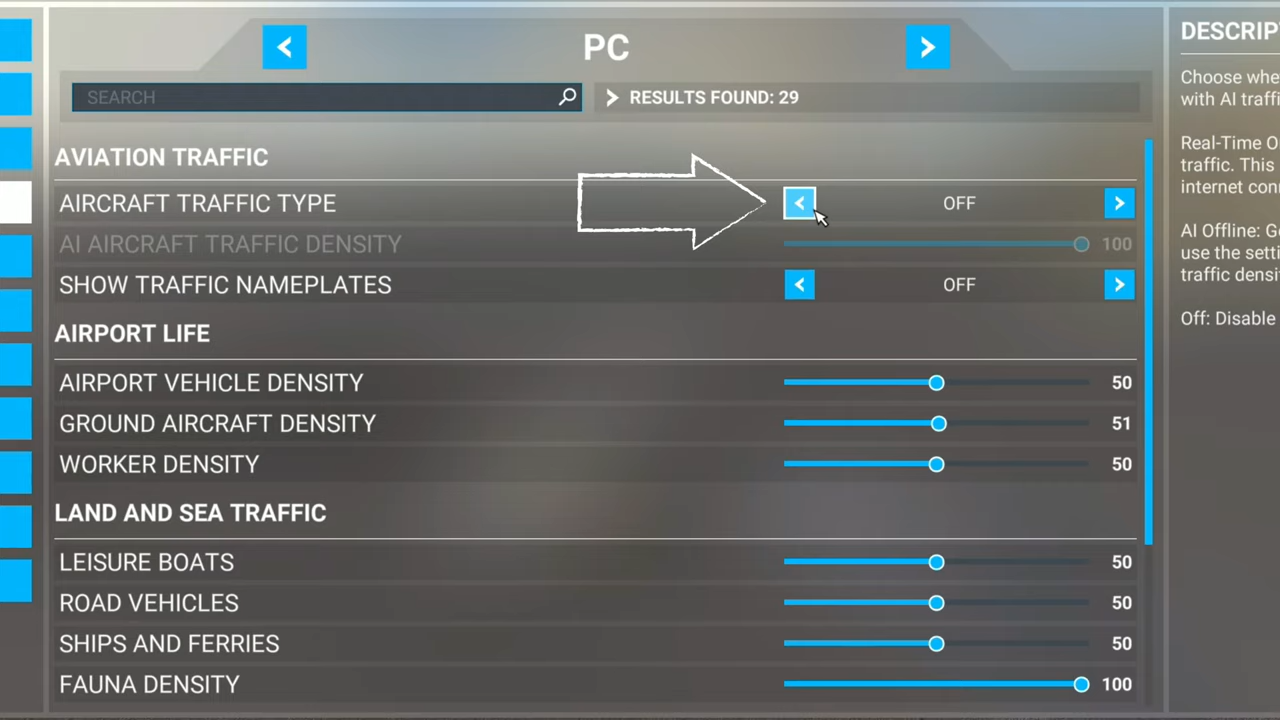 PC
SEARCH
RESULTS FOUND: 29
AVIATION TRAFFIC
AIRCRAFT TRAFFIC TYPE OFF
AI AIRCRAFT TRAFFIC DENSITY 100
SHOW TRAFFIC NAMEPLATES OFF
AIRPORT LIFE
AIRPORT VEHICLE DENSITY 50
GROUND AIRCRAFT DENSITY 51
WORKER DENSITY 50
LAND AND SEA TRAFFIC
LEISURE BOATS 50
ROAD VEHICLES 50
SHIPS AND FERRIES 50
FAUNA DENSITY 100
DESCRIP
Choose whe
with AI traffi
Real-Time O
traffic. This
internet con
AI Offline: G
use the setti
traffic densi
Off: Disable